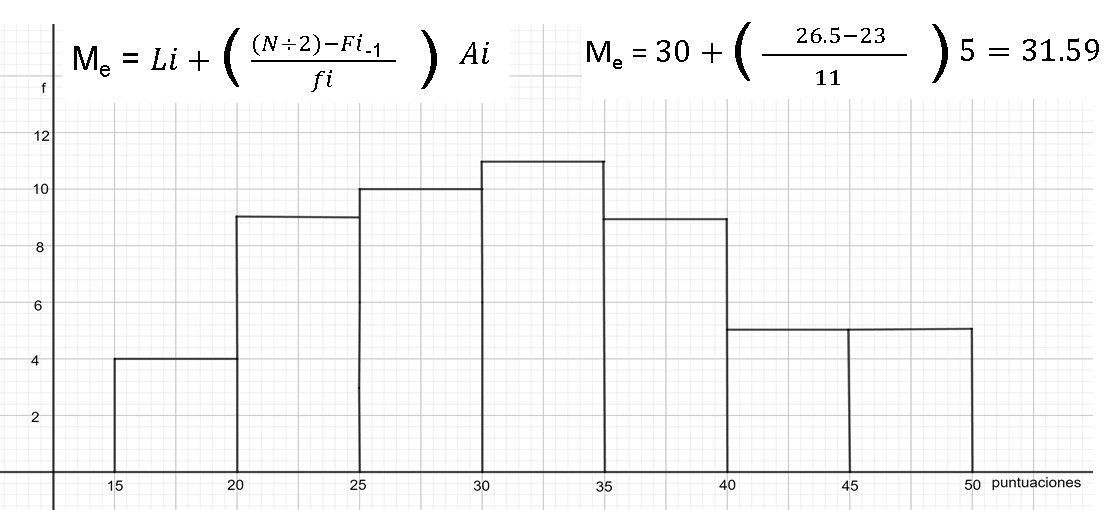 Me = Li + ( (N÷2)−Fi-1 / fi ) Ai
Me = 30 + ( 26.5−23 / 11 ) 5 = 31.59
f
12
10
8
6
4
2
15 20 25 30 35 40 45 50 puntuaciones